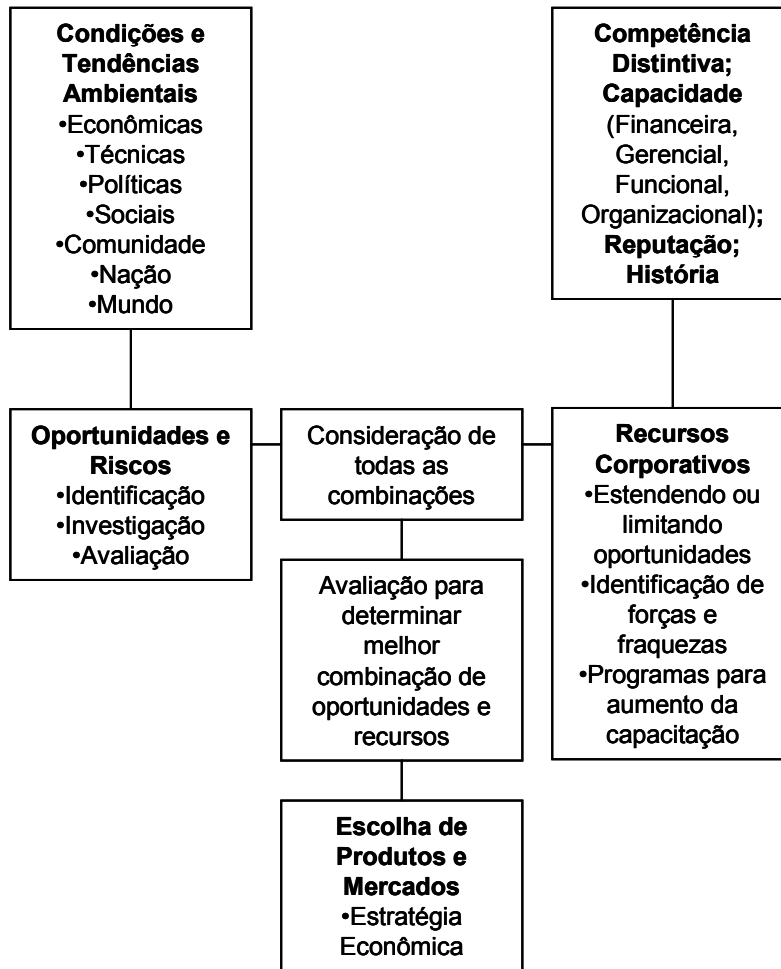 Condições e
Tendências
Ambientais
•Econômicas
•Técnicas
•Políticas
•Sociais
•Comunidade
•Nação
•Mundo
Competência
Distintiva;
Capacidade
(Financeira,
Gerencial,
Funcional,
Organizacional);
Reputação;
História
Oportunidades e
Riscos
•Identificação
•Investigação
•Avaliação
Consideração de
todas as
combinações
Recursos
Corporativos
•Estendendo ou
limitando
oportunidades
•Identificação de
forças e
fraquezas
•Programas para
aumento da
capacitação
Avaliação para
determinar
melhor
combinação de
oportunidades e
recursos
Escolha de
Produtos e
Mercados
•Estratégia
Econômica